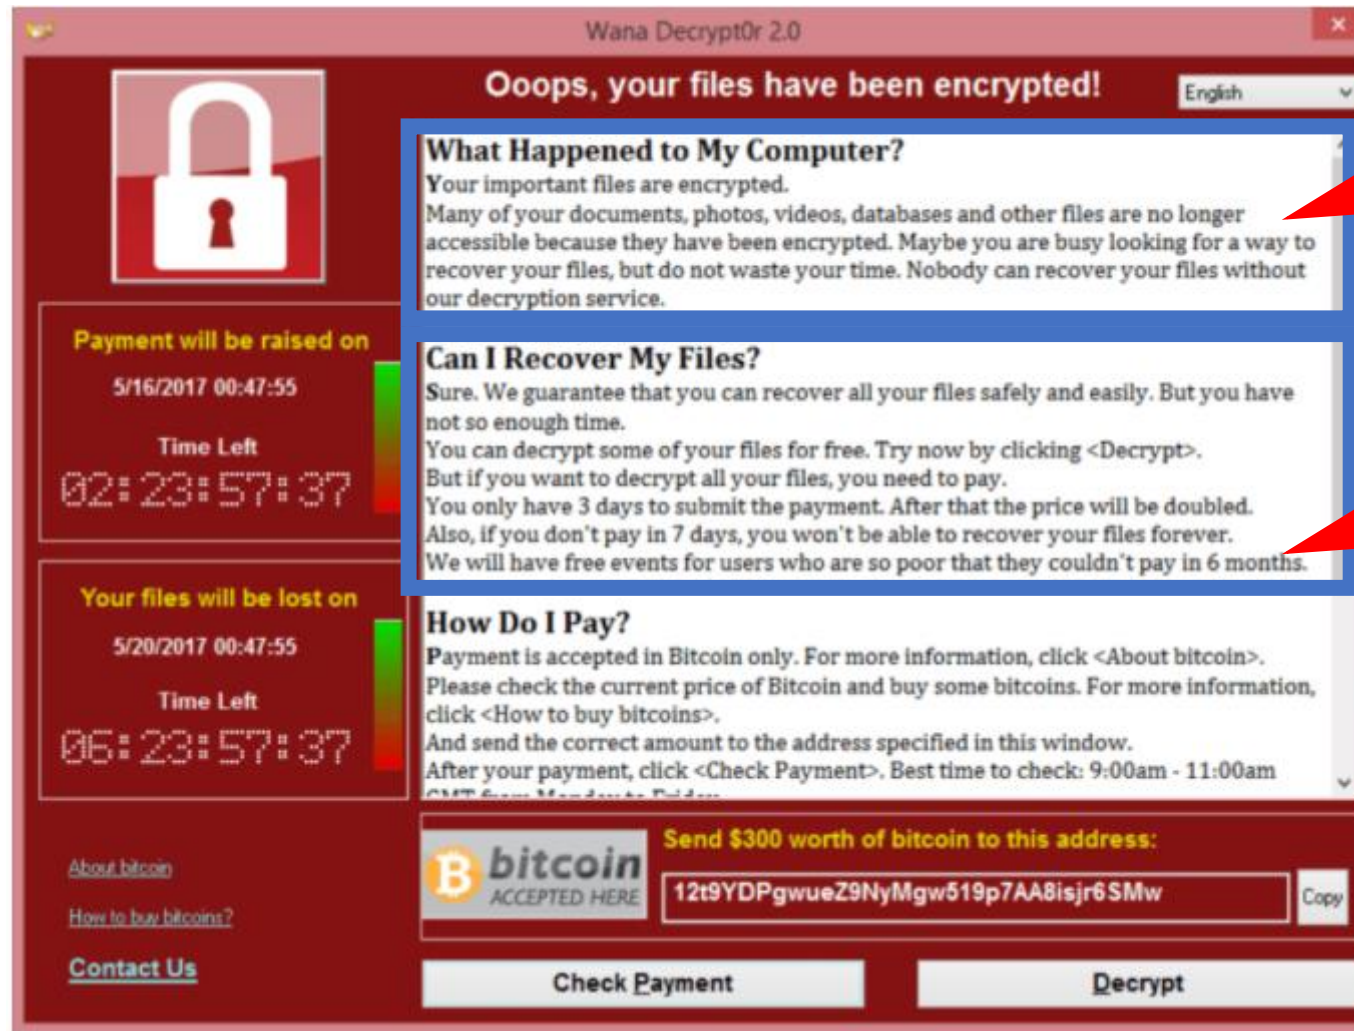 Wana Decrypt0r 2.0
Ooops, your files have been encrypted!
English
What Happened to My Computer?
Your important files are encrypted.
Many of your documents, photos, videos, databases and other files are no longer
accessible because they have been encrypted. Maybe you are busy looking for a way to
recover your files, but do not waste your time. Nobody can recover your files without
our decryption service.
Payment will be raised on
5/16/2017 00:47:55
Time Left
02:23:57:37
Can I Recover My Files?
Sure. We guarantee that you can recover all your files safely and easily. But you have
not so enough time.
You can decrypt some of your files for free. Try now by clicking <Decrypt>.
But if you want to decrypt all your files, you need to pay.
You only have 3 days to submit the payment. After that the price will be doubled.
Also, if you don't pay in 7 days, you won't be able to recover your files forever.
We will have free events for users who are so poor that they couldn't pay in 6 months.
Your files will be lost on
5/20/2017 00:47:55
Time Left
06:23:57:37
How Do I Pay?
Payment is accepted in Bitcoin only. For more information, click <About bitcoin>.
Please check the current price of Bitcoin and buy some bitcoins. For more information,
click <How to buy bitcoins>.
And send the correct amount to the address specified in this window.
After your payment, click <Check Payment>. Best time to check: 9:00am - 11:00am
GMT from Monday to Friday.
About bitcoin
How to buy bitcoins?
Contact Us
bitcoin
ACCEPTED HERE
Send $300 worth of bitcoin to this address:
12t9YDPgwueZ9NyMgw519p7AA8isjr6SMw
Copy
Check Payment
Decrypt